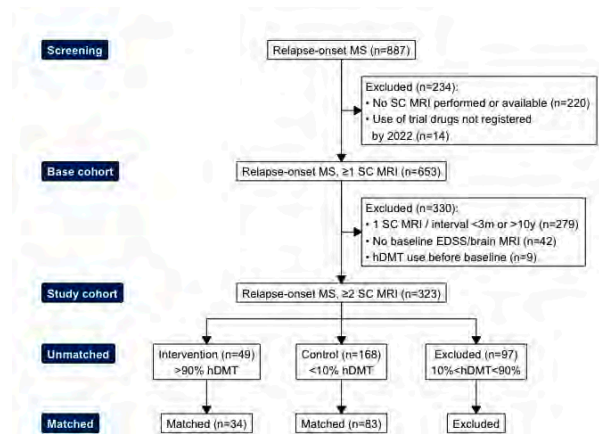 Screening
Relapse-onset MS (n=887)
Excluded (n=234):
• No SC MRI performed or available (n=220)
• Use of trial drugs not registered
by 2022 (n=14)
Base cohort
Relapse-onset MS, ≥1 SC MRI (n=653)
Excluded (n=330):
• 1 SC MRI / interval <3m or >10y (n=279)
• No baseline EDSS/brain MRI (n=42)
• hDMT use before baseline (n=9)
Study cohort
Relapse-onset MS, ≥2 SC MRI (n=323)
Unmatched
Intervention (n=49)
>90% hDMT
Control (n=168)
<10% hDMT
Excluded (n=97)
10%<hDMT<90%
Matched
Matched (n=34)
Matched (n=83)
Excluded